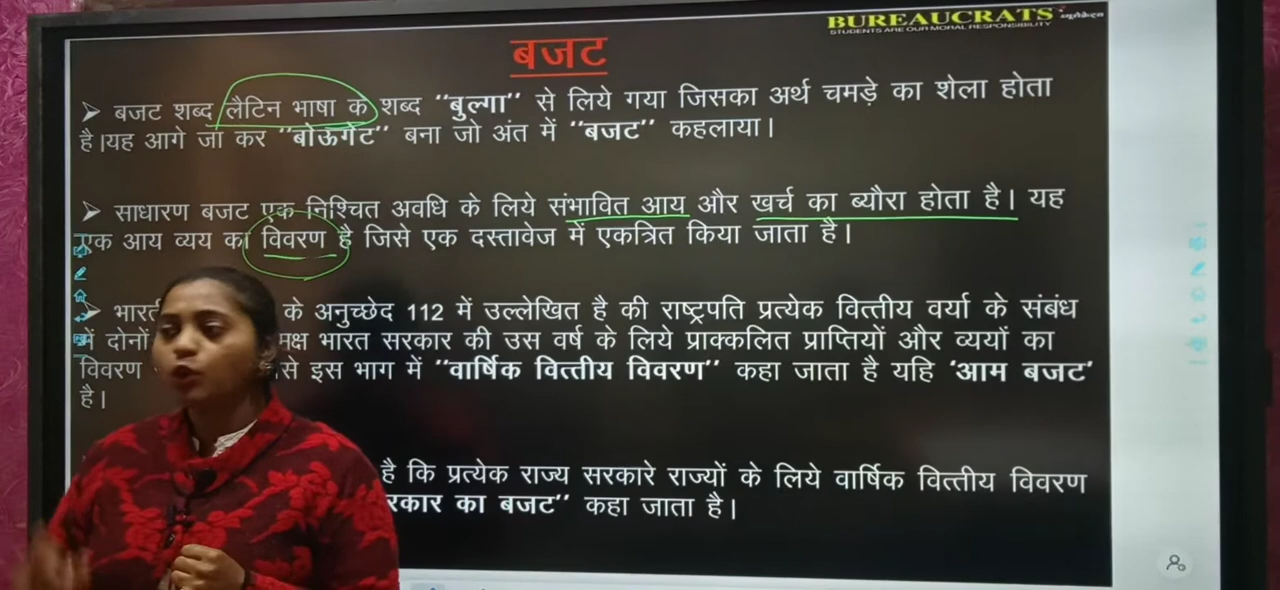 BUREAUCRATS ब्यूरोक्रेट्स
STUDENTS ARE OUR MORAL RESPONSIBILITY
बजट
➢ बजट शब्द लैटिन भाषा के शब्द "बुल्गा" से लिये गया जिसका अर्थ चमड़े का शैला होता
है।यह आगे जा कर "बोऊगेट" बना जो अंत में "बजट" कहलाया।
➢ साधारण बजट एक निश्चित अवधि के लिये संभावित आय और खर्च का ब्यौरा होता है। यह
एक आय व्यय का विवरण है जिसे एक दस्तावेज में एकत्रित किया जाता है।
➢ के अनुच्छेद 112 में उल्लेखित है की राष्ट्रपति प्रत्येक वित्तीय वर्या के संबंध
में दोनों भारत सरकार की उस वर्ष के लिये प्राक्कलित प्राप्तियों और व्ययों का
विवरण इस भाग में "वार्षिक वित्तीय विवरण" कहा जाता है यहि 'आम बजट'
है।
है कि प्रत्येक राज्य सरकारे राज्यों के लिये वार्षिक वित्तीय विवरण
का बजट" कहा जाता है।